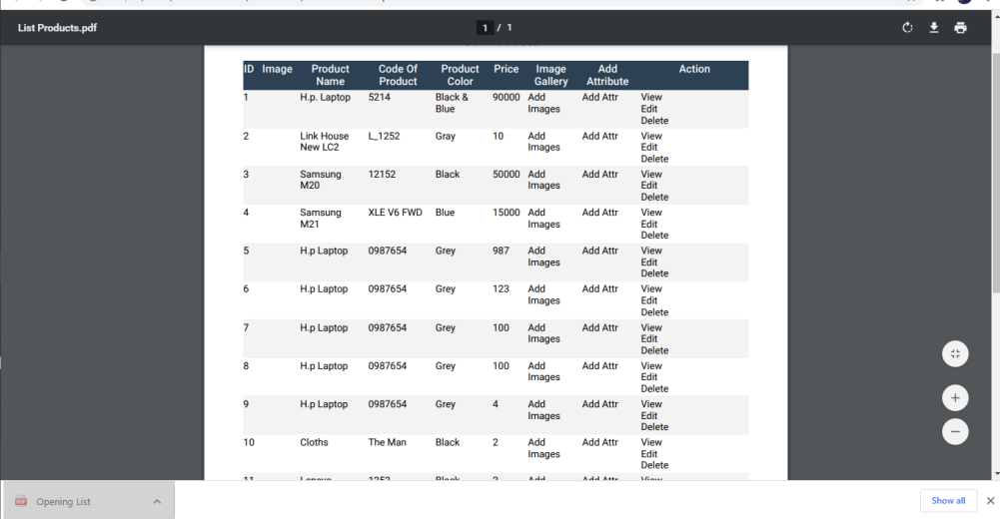 List Products.pdf
1 / 1
ID Image Product Name Code Of Product Product Color Price Image Gallery Add Attribute Action
1 H.p. Laptop 5214 Black & Blue 90000 Add Images Add Attr View Edit Delete
2 Link House New LC2 L_1252 Gray 10 Add Images Add Attr View Edit Delete
3 Samsung M20 12152 Black 50000 Add Images Add Attr View Edit Delete
4 Samsung M21 XLE V6 FWD Blue 15000 Add Images Add Attr View Edit Delete
5 H.p Laptop 0987654 Grey 987 Add Images Add Attr View Edit Delete
6 H.p Laptop 0987654 Grey 123 Add Images Add Attr View Edit Delete
7 H.p Laptop 0987654 Grey 100 Add Images Add Attr View Edit Delete
8 H.p Laptop 0987654 Grey 100 Add Images Add Attr View Edit Delete
9 H.p Laptop 0987654 Grey 4 Add Images Add Attr View Edit Delete
10 Cloths The Man Black 2 Add Images Add Attr View Edit Delete
11 Lenovo 1252 Black 2 Add Add Attr View
PDF Opening List
Show all